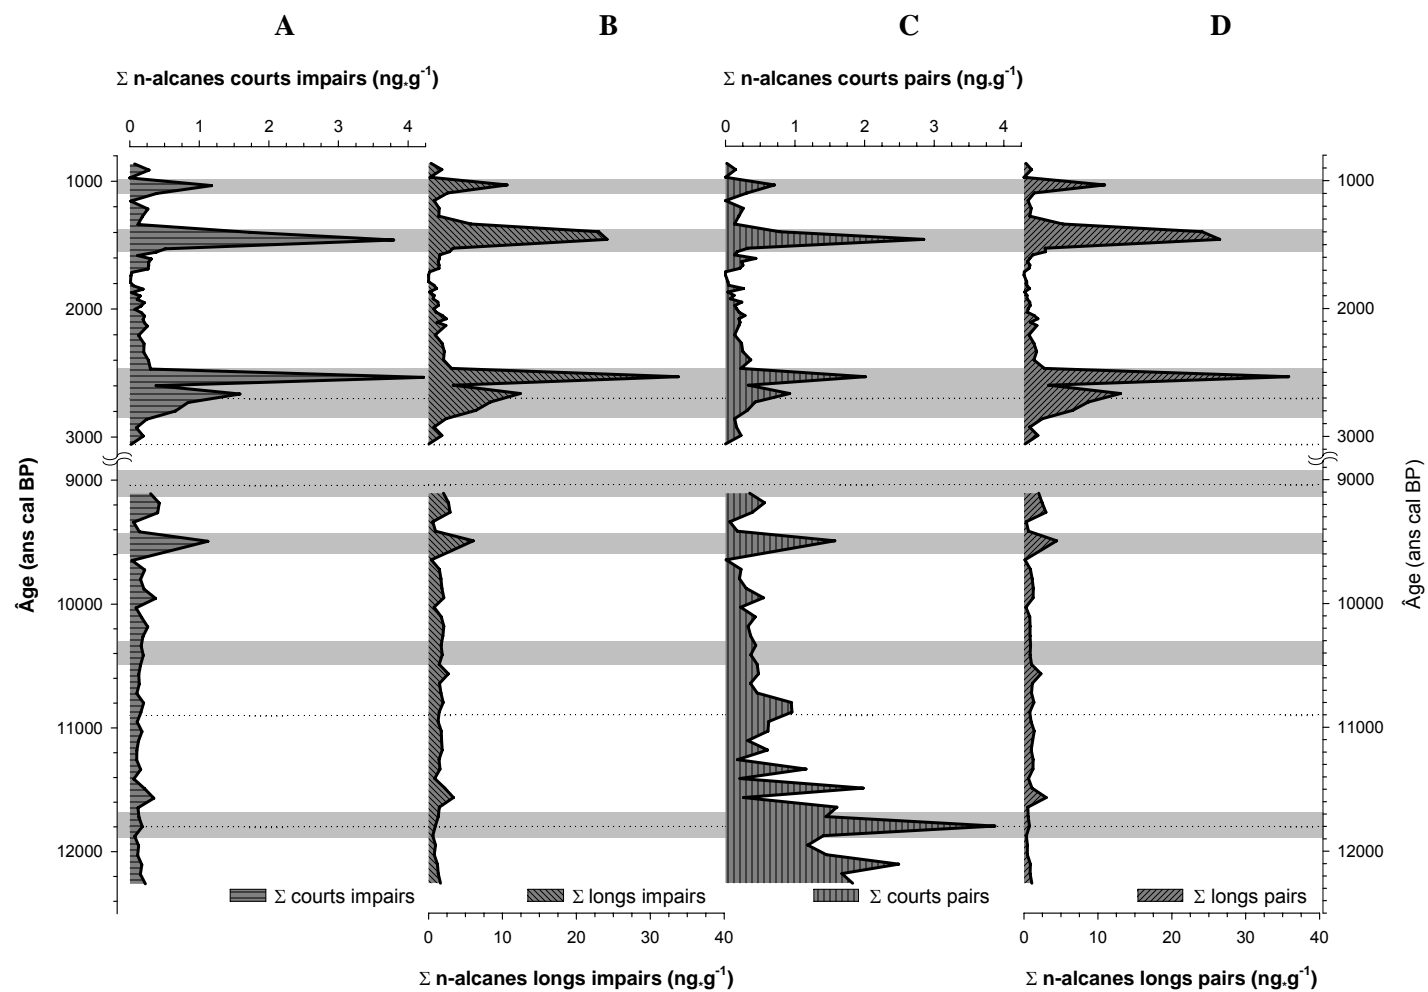 A B C D
Σ n-alcanes courts impairs (ng.g-1) Σ n-alcanes courts pairs (ng.g-1)
0 1 2 3 4 0 1 2 3 4
1000 1000
2000 2000
3000 3000
9000 9000
10000 10000
11000 11000
12000 12000
Âge (ans cal BP) Âge (ans cal BP)
Σ courts impairs Σ longs impairs Σ courts pairs Σ longs pairs
0 10 20 30 40 0 10 20 30 40
Σ n-alcanes longs impairs (ng.g-1) Σ n-alcanes longs pairs (ng.g-1)